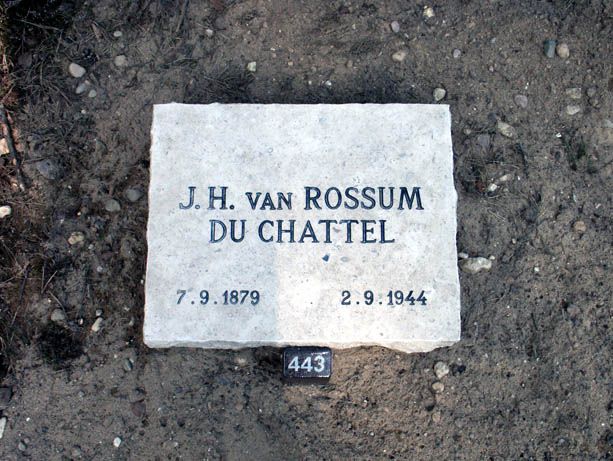 J. H. VAN ROSSUM
DU CHATTEL
7.9.1879 2.9.1944
443